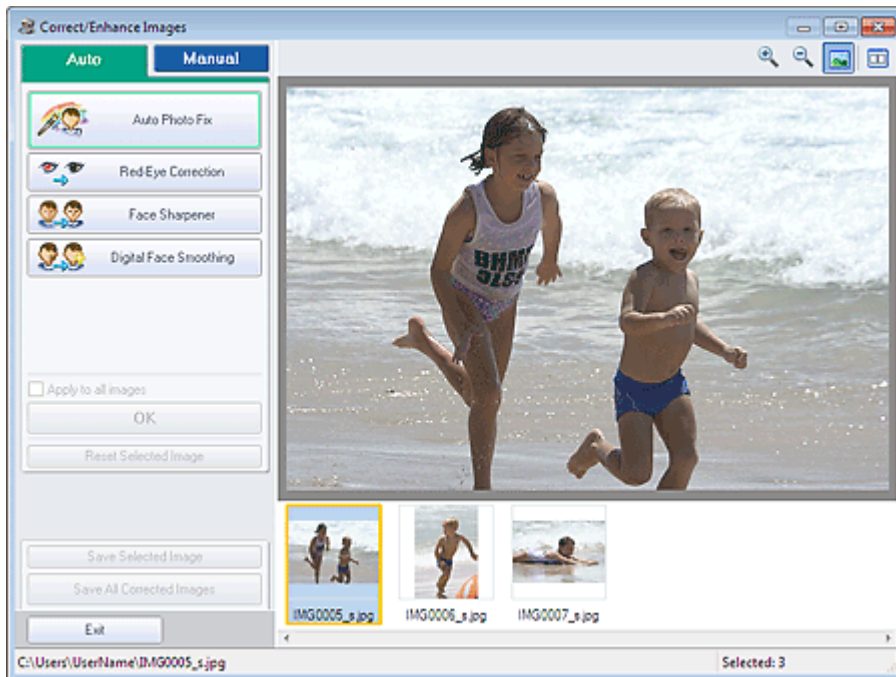 Correct/Enhance Images
Auto
Manual
Auto Photo Fix
Red-Eye Correction
Face Sharpener
Digital Face Smoothing
Apply to all images
OK
Reset Selected Image
Save Selected Image
Save All Corrected Images
Exit
BHMY
IMG0005_s.jpg
IMG0006_s.jpg
IMG0007_s.jpg
C:\Users\UserName\IMG0005_s.jpg
Selected: 3